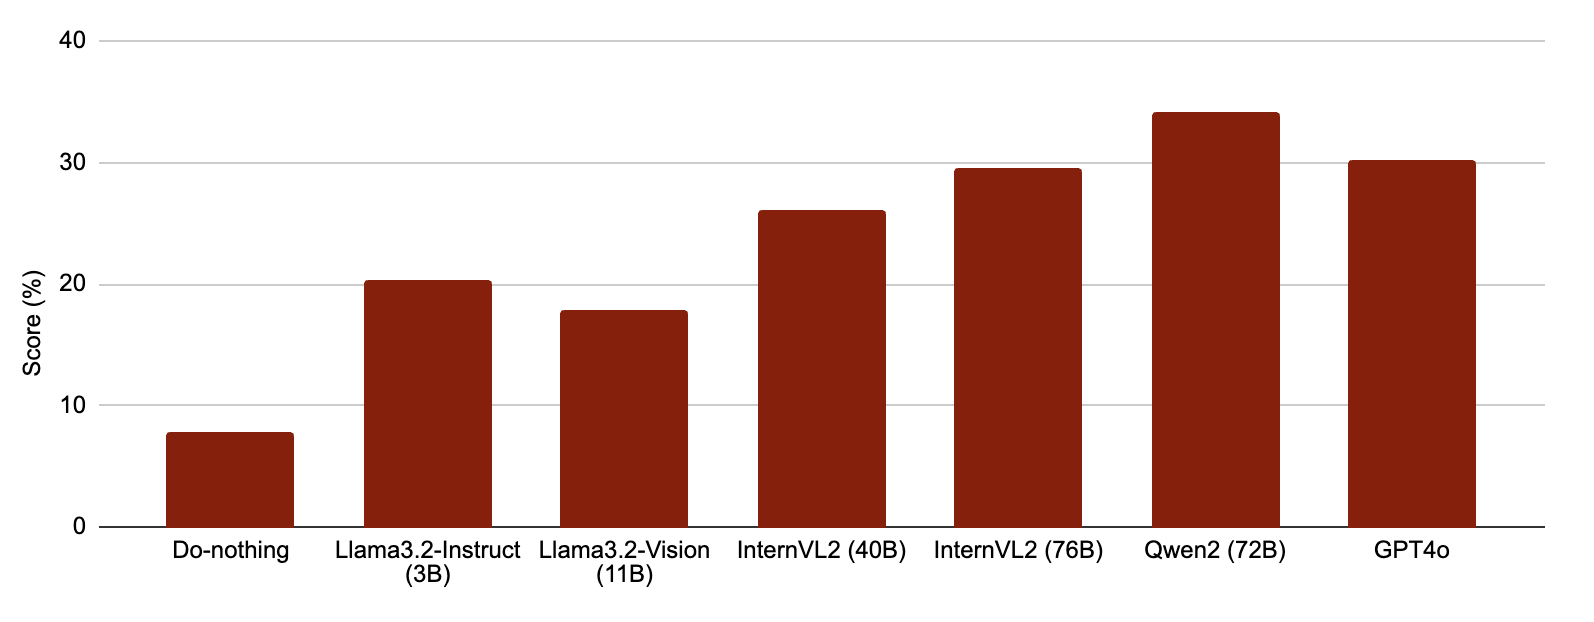 40
30
20
10
0
Score (%)
Do-nothing
Llama3.2-Instruct
(3B)
Llama3.2-Vision
(11B)
InternVL2 (40B)
InternVL2 (76B)
Qwen2 (72B)
GPT4o